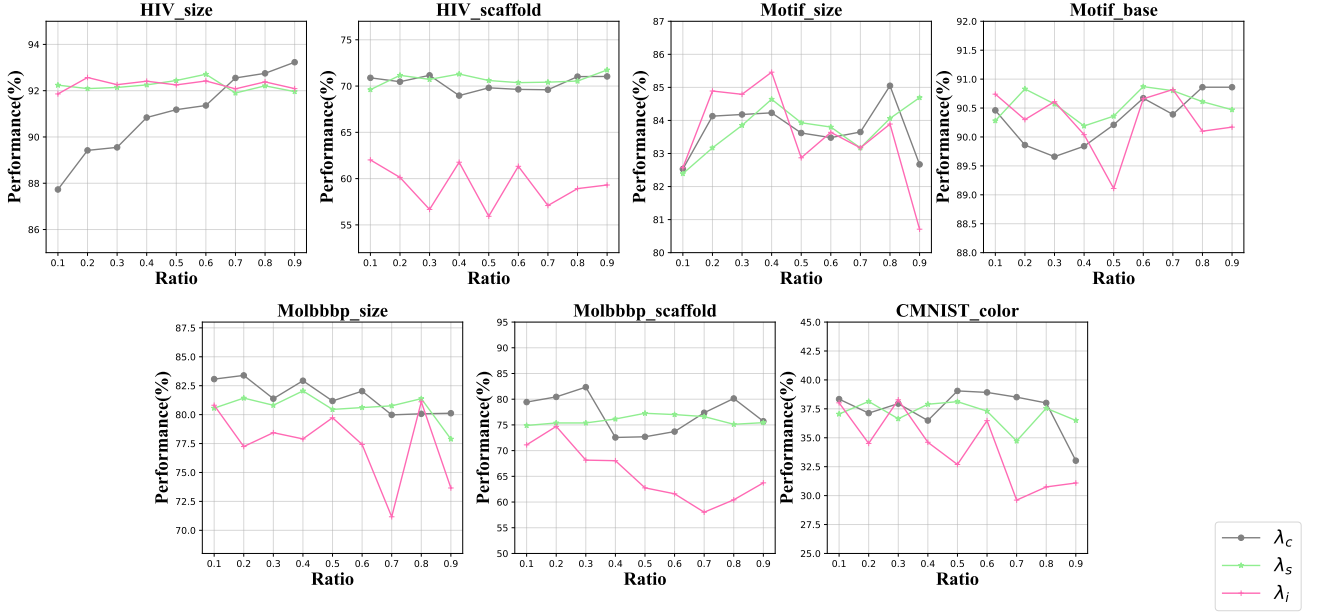 HIV_size
Performance(%)
94
92
90
88
86
0.1 0.2 0.3 0.4 0.5 0.6 0.7 0.8 0.9
Ratio
HIV_scaffold
Performance(%)
75
70
65
60
55
0.1 0.2 0.3 0.4 0.5 0.6 0.7 0.8 0.9
Ratio
Motif_size
Performance(%)
87
86
85
84
83
82
81
80
0.1 0.2 0.3 0.4 0.5 0.6 0.7 0.8 0.9
Ratio
Motif_base
Performance(%)
92.0
91.5
91.0
90.5
90.0
89.5
89.0
88.5
88.0
0.1 0.2 0.3 0.4 0.5 0.6 0.7 0.8 0.9
Ratio
Molbbbp_size
Performance(%)
87.5
85.0
82.5
80.0
77.5
75.0
72.5
70.0
0.1 0.2 0.3 0.4 0.5 0.6 0.7 0.8 0.9
Ratio
Molbbbp_scaffold
Performance(%)
95
90
85
80
75
70
65
60
55
50
0.1 0.2 0.3 0.4 0.5 0.6 0.7 0.8 0.9
Ratio
CMNIST_color
Performance(%)
45.0
42.5
40.0
37.5
35.0
32.5
30.0
27.5
25.0
0.1 0.2 0.3 0.4 0.5 0.6 0.7 0.8 0.9
Ratio
λc
λs
λi